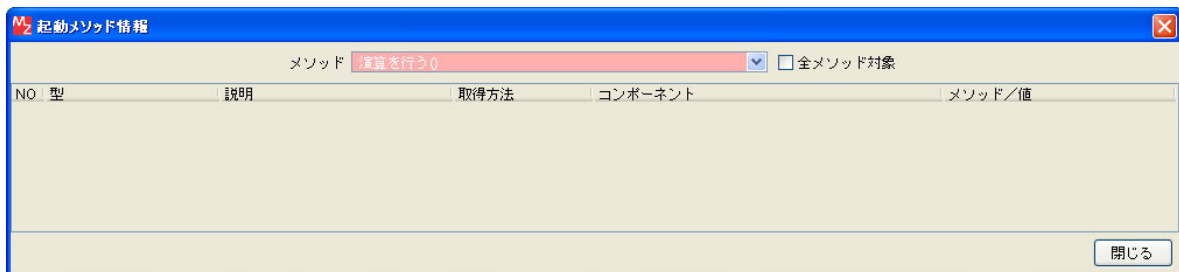 MZ 起動メソッド情報
メソッド 演算を行う() 全メソッド対象
NO 型 説明 取得方法 コンポーネント メソッド/値
閉じる